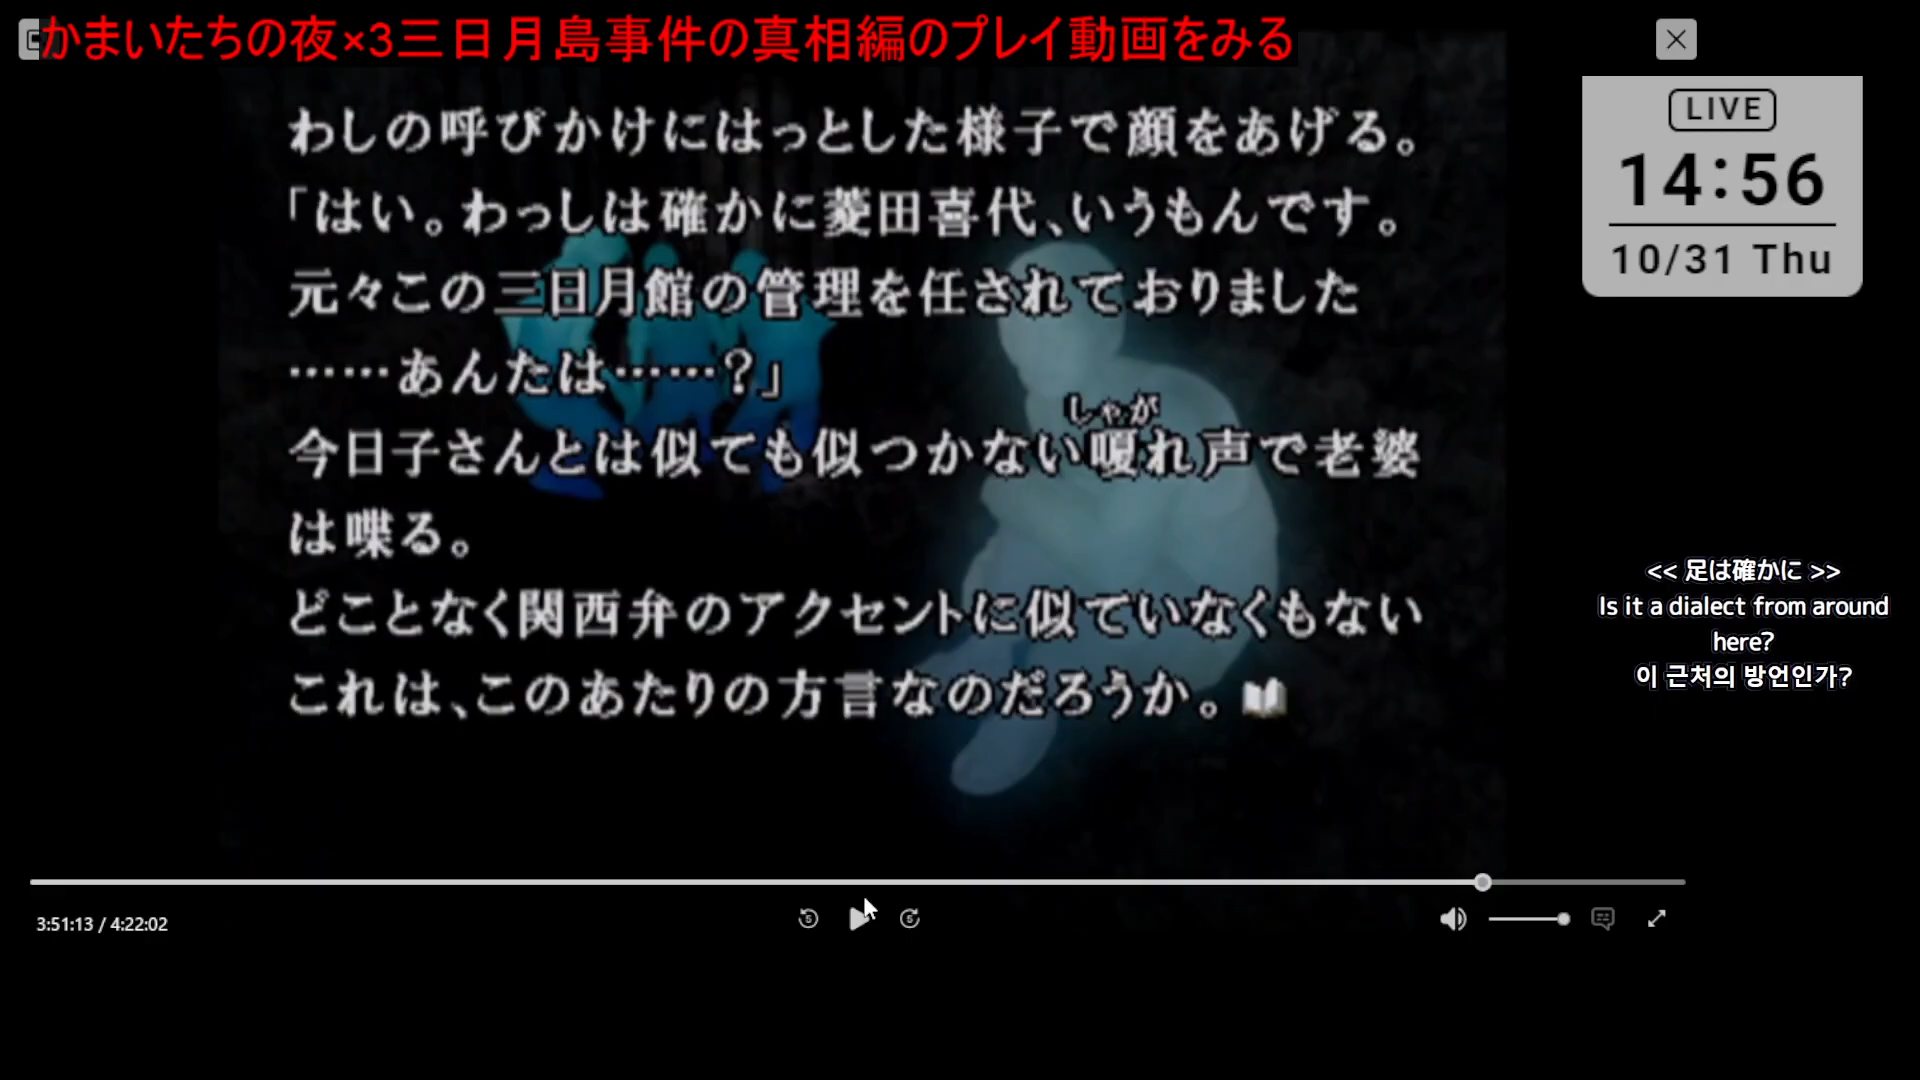 かまいたちの夜×3三日月島事件の真相編のプレイ動画をみる
わしの呼びかけにはっとした様子で顔をあげる。
「はい。わっしは確かに菱田喜代、いうもんです。
元々この三日月館の管理を任されておりました
……あんたは……？」
しゃが
今日子さんとは似ても似つかない嗄れ声で老婆
は喋る。
どことなく関西弁のアクセントに似ていなくもない
これは、このあたりの方言なのだろうか。
LIVE
14:56
10/31 Thu
<< 足は確かに >>
Is it a dialect from around
here?
이 근처의 방언인가?
3:51:13 / 4:22:02
5
5